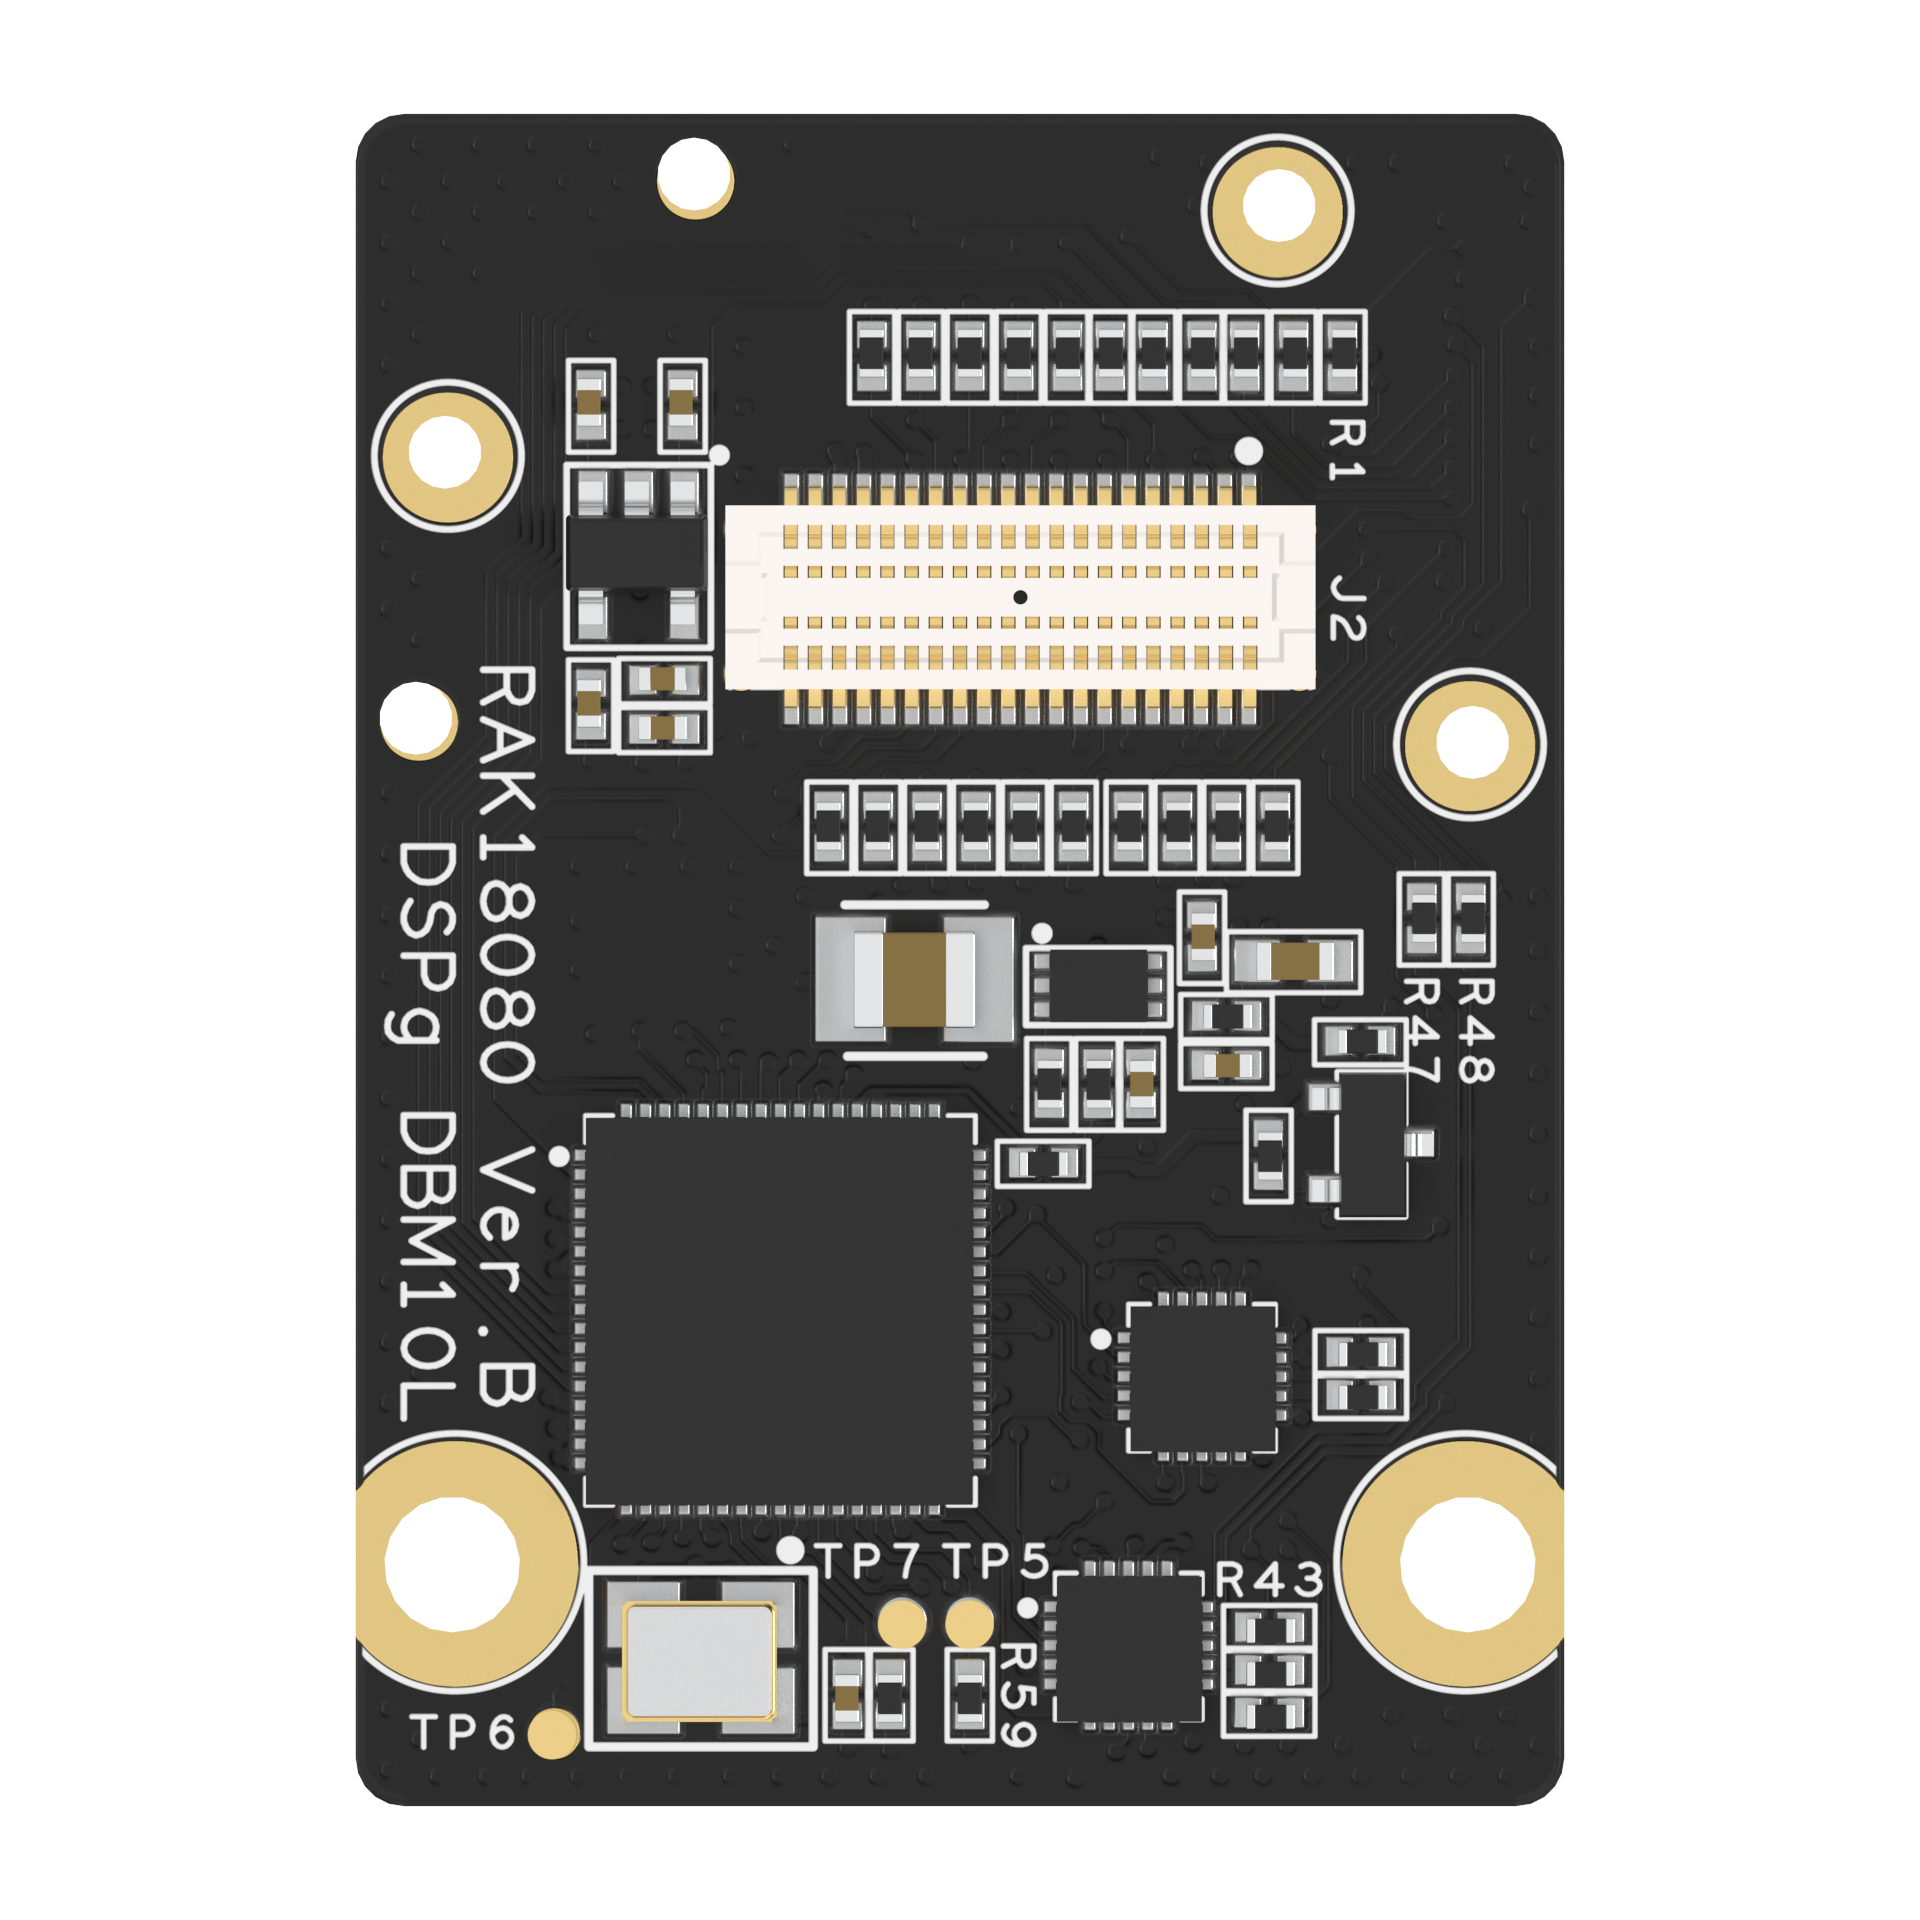 R1
J2
RAK18080 Ver.B
DSPg DBM10L
R48
R47
TP7
TP5
R43
R59
TP6